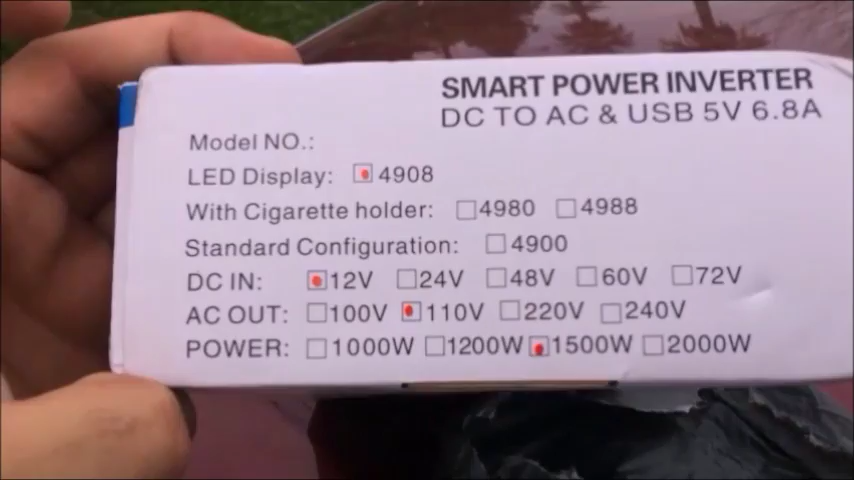 SMART POWER INVERTER
DC TO AC & USB 5V 6.8A
Model NO.:
LED Display: 4908
With Cigarette holder: 4980 4988
Standard Configuration: 4900
DC IN: 12V 24V 48V 60V 72V
AC OUT: 100V 110V 220V 240V
POWER: 1000W 1200W 1500W 2000W